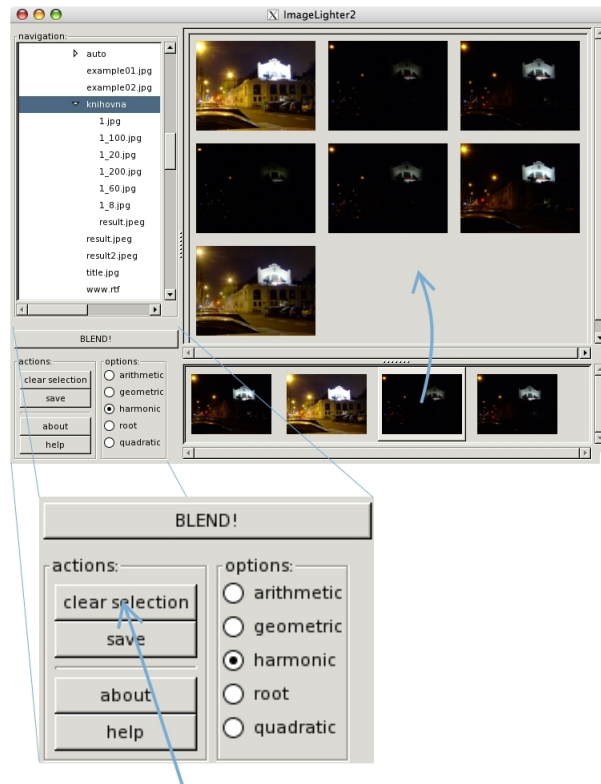 ImageLighter2
navigation:
auto
example01.jpg
example02.jpg
knihovna
1.jpg
1_100.jpg
1_20.jpg
1_200.jpg
1_60.jpg
1_8.jpg
result.jpeg
result.jpeg
result2.jpeg
title.jpg
www.rtf
BLEND!
actions:
clear selection
save
about
help
options:
arithmetic
geometric
harmonic
root
quadratic
BLEND!
actions:
clear selection
save
about
help
options:
arithmetic
geometric
harmonic
root
quadratic